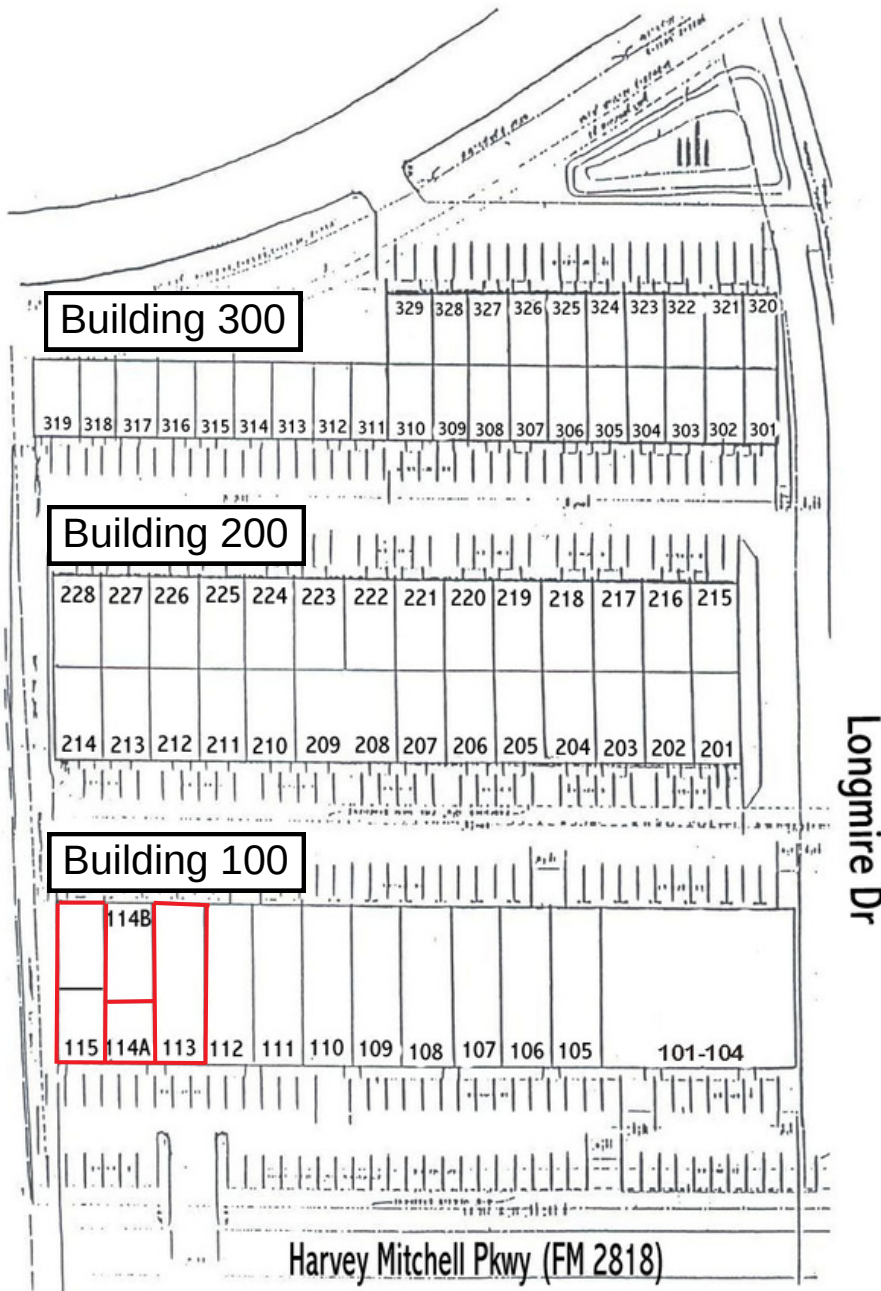 Building 300
329 328 327 326 325 324 323 322 321 320
319 318 317 316 315 314 313 312 311 310 309 308 307 306 305 304 303 302 301
Building 200
228 227 226 225 224 223 222 221 220 219 218 217 216 215
214 213 212 211 210 209 208 207 206 205 204 203 202 201
Longmire Dr
Building 100
114B
115 114A 113 112 111 110 109 108 107 106 105 101-104
Harvey Mitchell Pkwy (FM 2818)